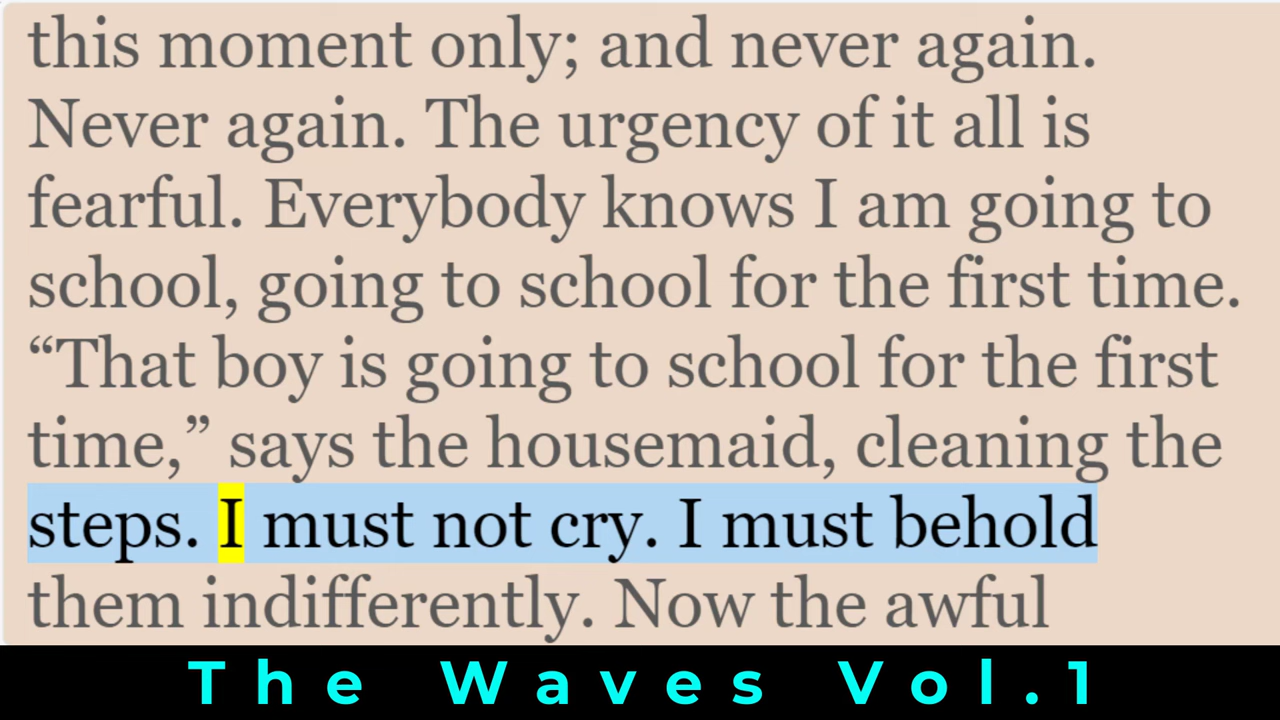 this moment only; and never again.
Never again. The urgency of it all is
fearful. Everybody knows I am going to
school, going to school for the first time.
“That boy is going to school for the first
time,” says the housemaid, cleaning the
steps. I must not cry. I must behold
them indifferently. Now the awful
The Waves Vol.1